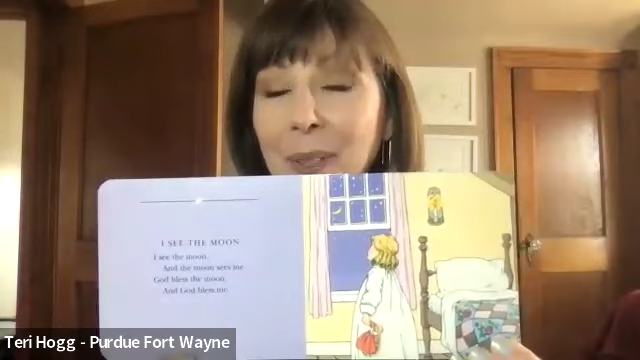 I SEE THE MOON
I see the moon,
And the moon sees me
God bless the moon,
And God bless me.
Teri Hogg - Purdue Fort Wayne